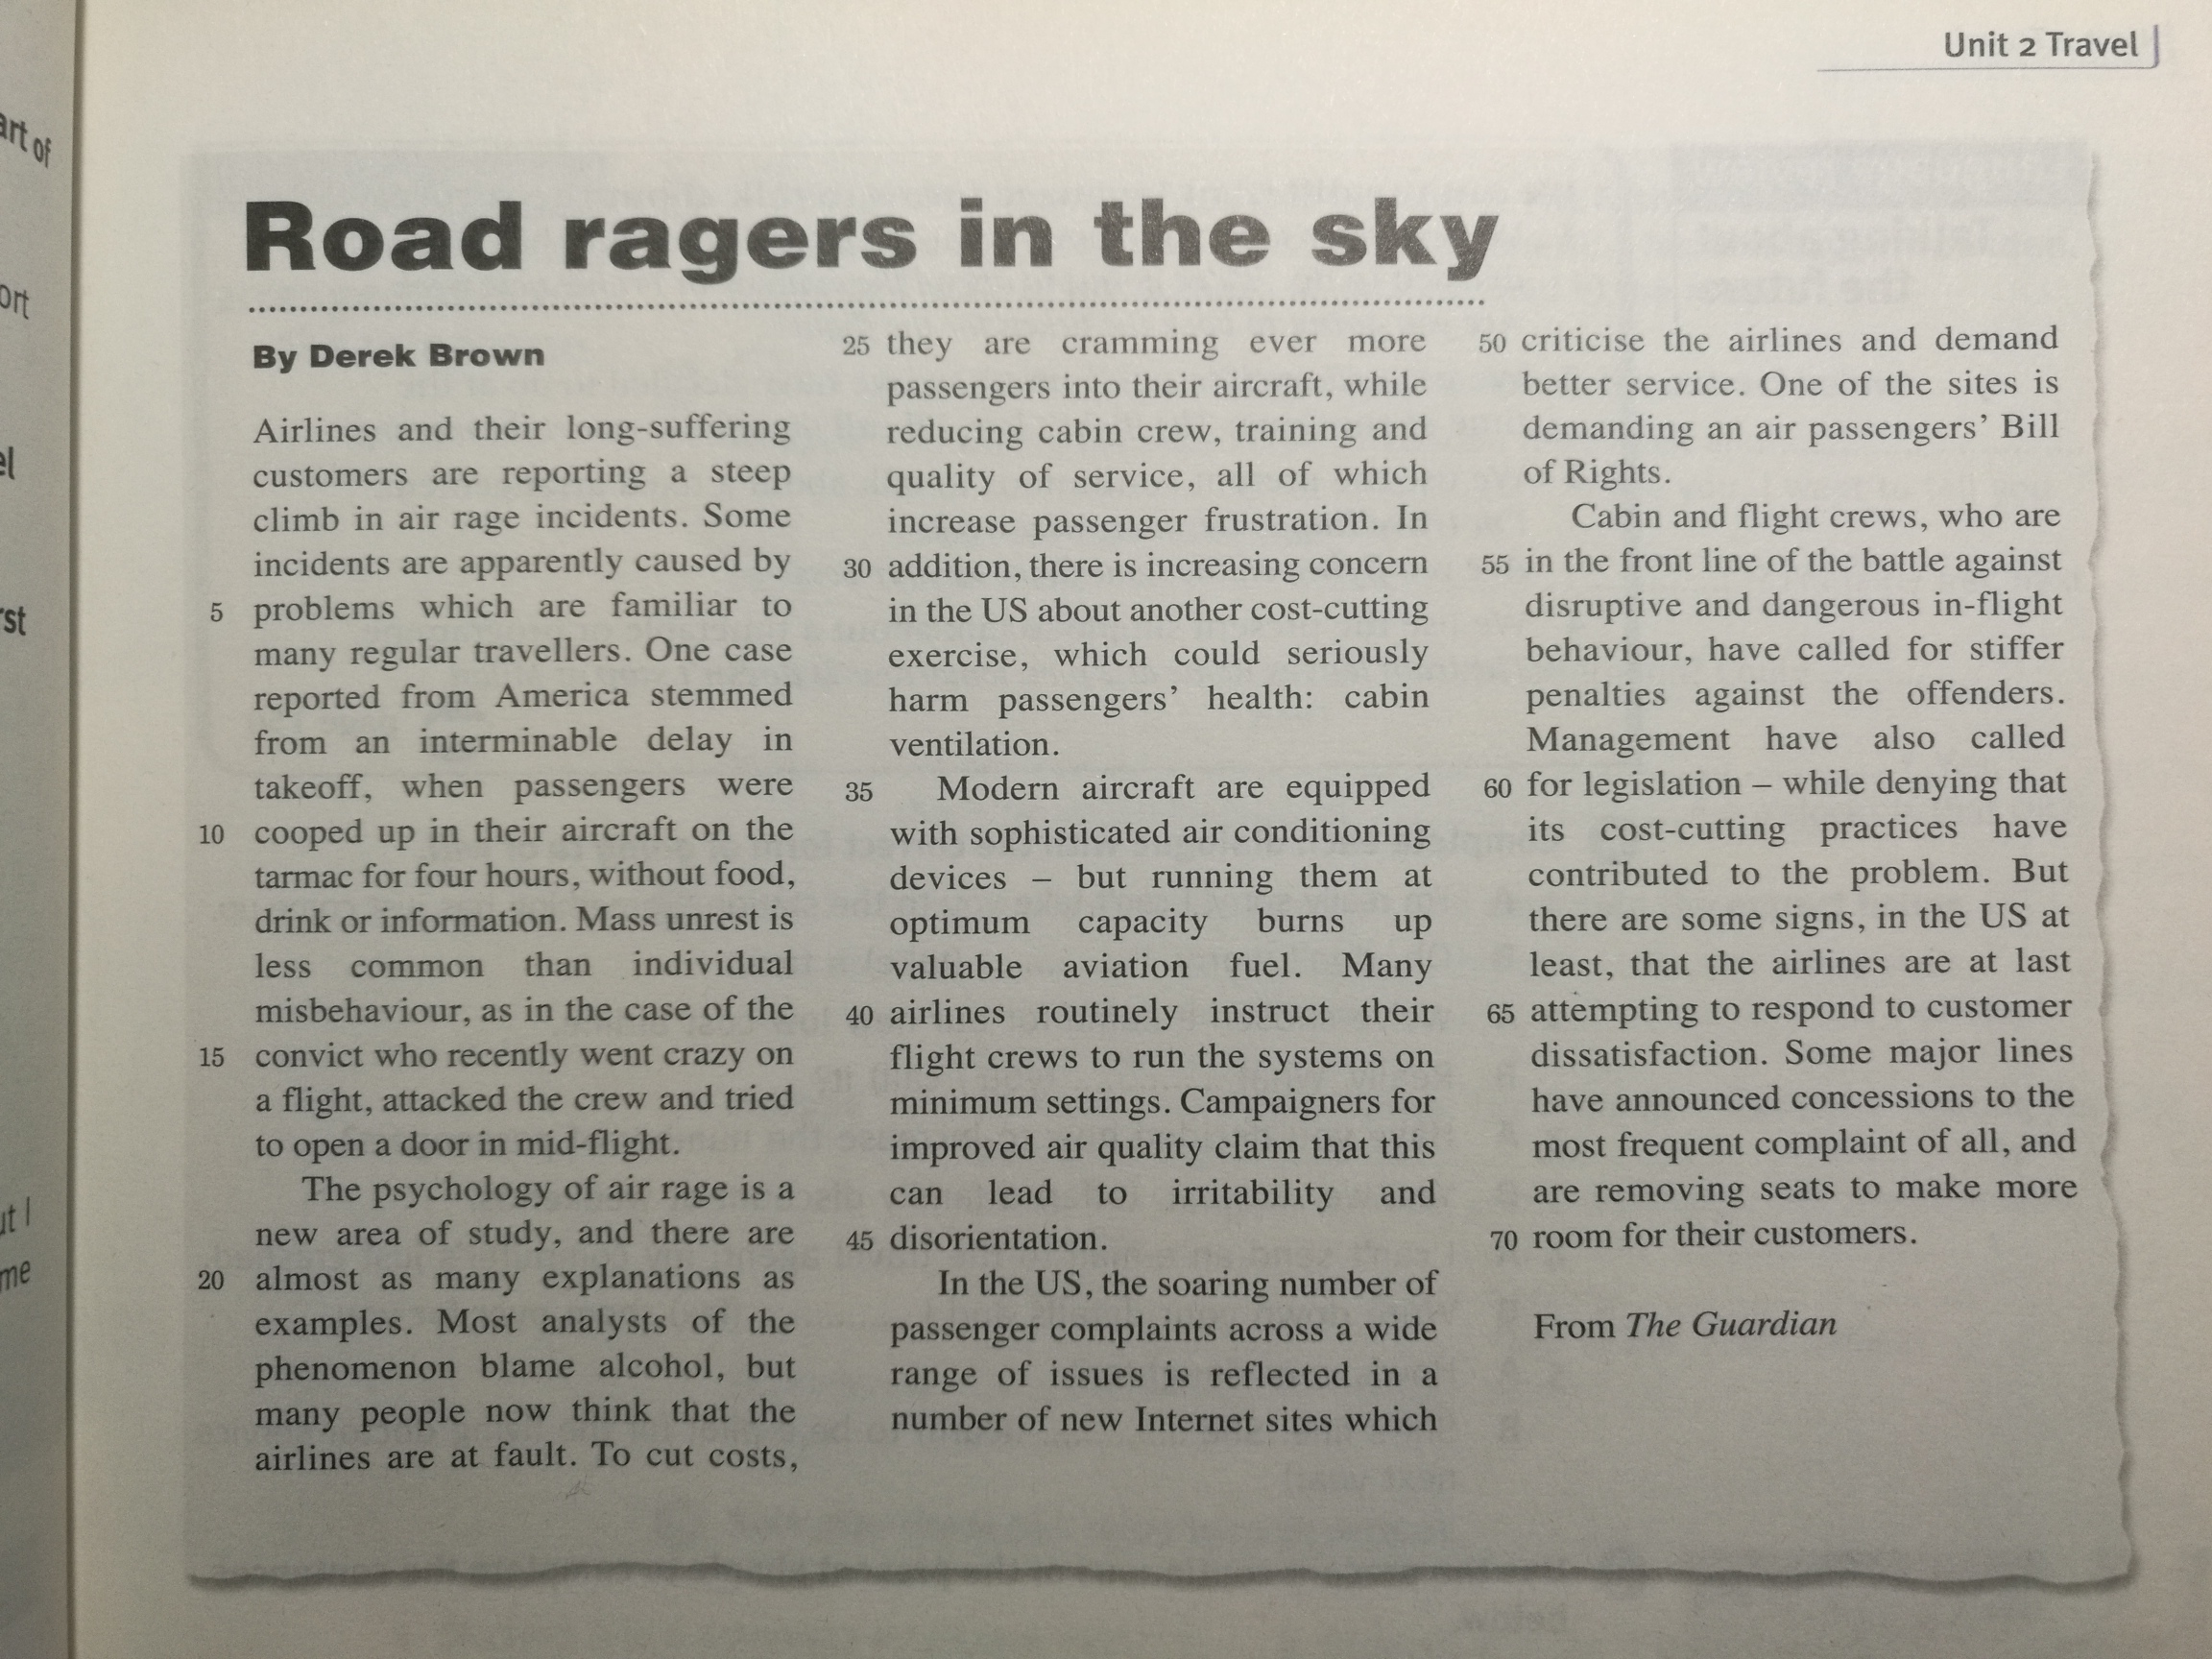 Unit 2 Travel
art of
ort
el
rst
ut I
me
Road ragers in the sky
By Derek Brown
Airlines and their long-suffering
customers are reporting a steep
climb in air rage incidents. Some
incidents are apparently caused by
5 problems which are familiar to
many regular travellers. One case
reported from America stemmed
from an interminable delay in
takeoff, when passengers were
10 cooped up in their aircraft on the
tarmac for four hours, without food,
drink or information. Mass unrest is
less common than individual
misbehaviour, as in the case of the
15 convict who recently went crazy on
a flight, attacked the crew and tried
to open a door in mid-flight.
The psychology of air rage is a
new area of study, and there are
20 almost as many explanations as
examples. Most analysts of the
phenomenon blame alcohol, but
many people now think that the
airlines are at fault. To cut costs,
25 they are cramming ever more
passengers into their aircraft, while
reducing cabin crew, training and
quality of service, all of which
increase passenger frustration. In
30 addition, there is increasing concern
in the US about another cost-cutting
exercise, which could seriously
harm passengers' health: cabin
ventilation.
35 Modern aircraft are equipped
with sophisticated air conditioning
devices – but running them at
optimum capacity burns up
valuable aviation fuel. Many
40 airlines routinely instruct their
flight crews to run the systems on
minimum settings. Campaigners for
improved air quality claim that this
can lead to irritability and
45 disorientation.
In the US, the soaring number of
passenger complaints across a wide
range of issues is reflected in a
number of new Internet sites which
50 criticise the airlines and demand
better service. One of the sites is
demanding an air passengers' Bill
of Rights.
Cabin and flight crews, who are
55 in the front line of the battle against
disruptive and dangerous in-flight
behaviour, have called for stiffer
penalties against the offenders.
Management have also called
60 for legislation – while denying that
its cost-cutting practices have
contributed to the problem. But
there are some signs, in the US at
least, that the airlines are at last
65 attempting to respond to customer
dissatisfaction. Some major lines
have announced concessions to the
most frequent complaint of all, and
are removing seats to make more
70 room for their customers.
From The Guardian